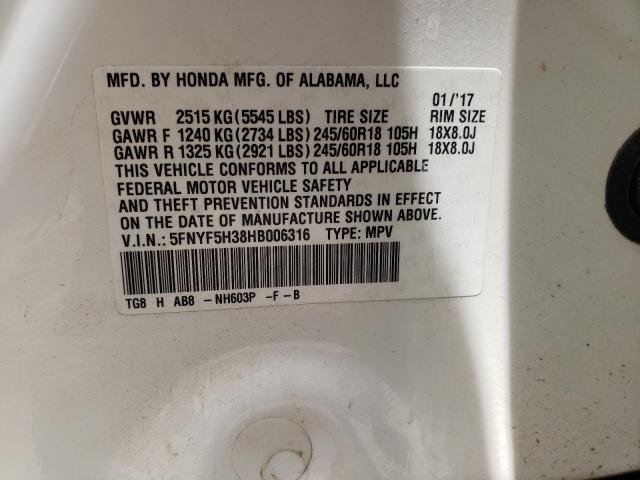 MFD. BY HONDA MFG. OF ALABAMA, LLC
01/'17
GVWR 2515 KG(5545 LBS) TIRE SIZE RIM SIZE
GAWR F 1240 KG(2734 LBS) 245/60R18 105H 18X8.0J
GAWR R 1325 KG(2921 LBS) 245/60R18 105H 18X8.0J
THIS VEHICLE CONFORMS TO ALL APPLICABLE
FEDERAL MOTOR VEHICLE SAFETY
AND THEFT PREVENTION STANDARDS IN EFFECT
ON THE DATE OF MANUFACTURE SHOWN ABOVE.
V.I.N.: 5FNYF5H38HB006316 TYPE: MPV
TG8 H AB8 - NH603P -F-B